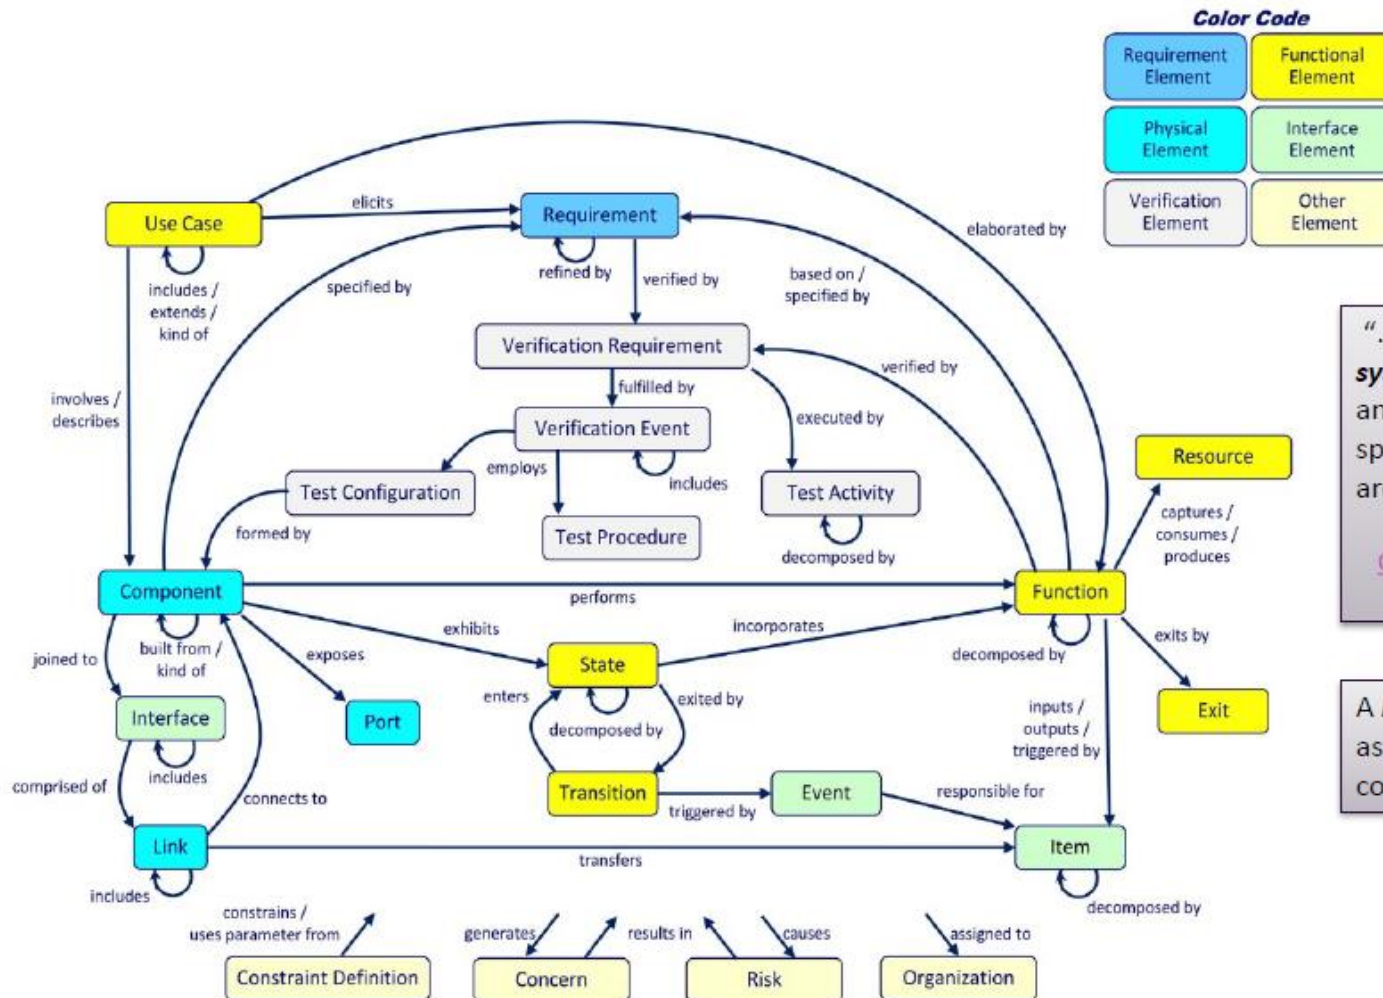 Color Code
Requirement
Element
Functional
Element
Physical
Element
Interface
Element
Verification
Element
Other
Element
Use Case
elicits
Requirement
elaborated by
includes /
extends /
kind of
specified by
refined by
verified by
based on /
specified by
Verification Requirement
verified by
fulfilled by
involves /
describes
Verification Event
executed by
employs
includes
Test Configuration
Test Activity
Resource
formed by
Test Procedure
decomposed by
captures /
consumes /
produces
Component
performs
Function
exhibits
incorporates
built from /
kind of
joined to
exposes
State
decomposed by
exits by
enters
exited by
Interface
Port
decomposed by
inputs /
outputs /
triggered by
Exit
includes
comprised of
connects to
Transition
triggered by
Event
responsible for
Link
transfers
Item
includes
decomposed by
constrains /
uses parameter from
generates
results in
causes
assigned to
Constraint Definition
Concern
Risk
Organization
“.
sy
an
sp
ar
A
as
co